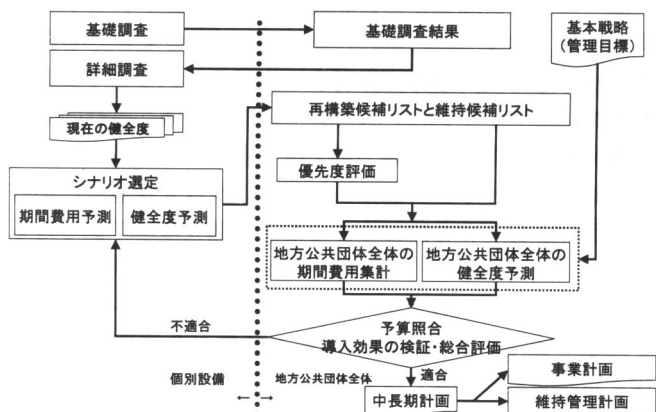 基礎調査
基礎調査結果
基本戦略
(管理目標)
詳細調査
現在の健全度
再構築候補リストと維持候補リスト
優先度評価
シナリオ選定
期間費用予測
健全度予測
地方公共団体全体の
期間費用集計
地方公共団体全体の
健全度予測
不適合
予算照合
導入効果の検証・総合評価
適合
個別設備
←
→
地方公共団体全体
中長期計画
事業計画
維持管理計画